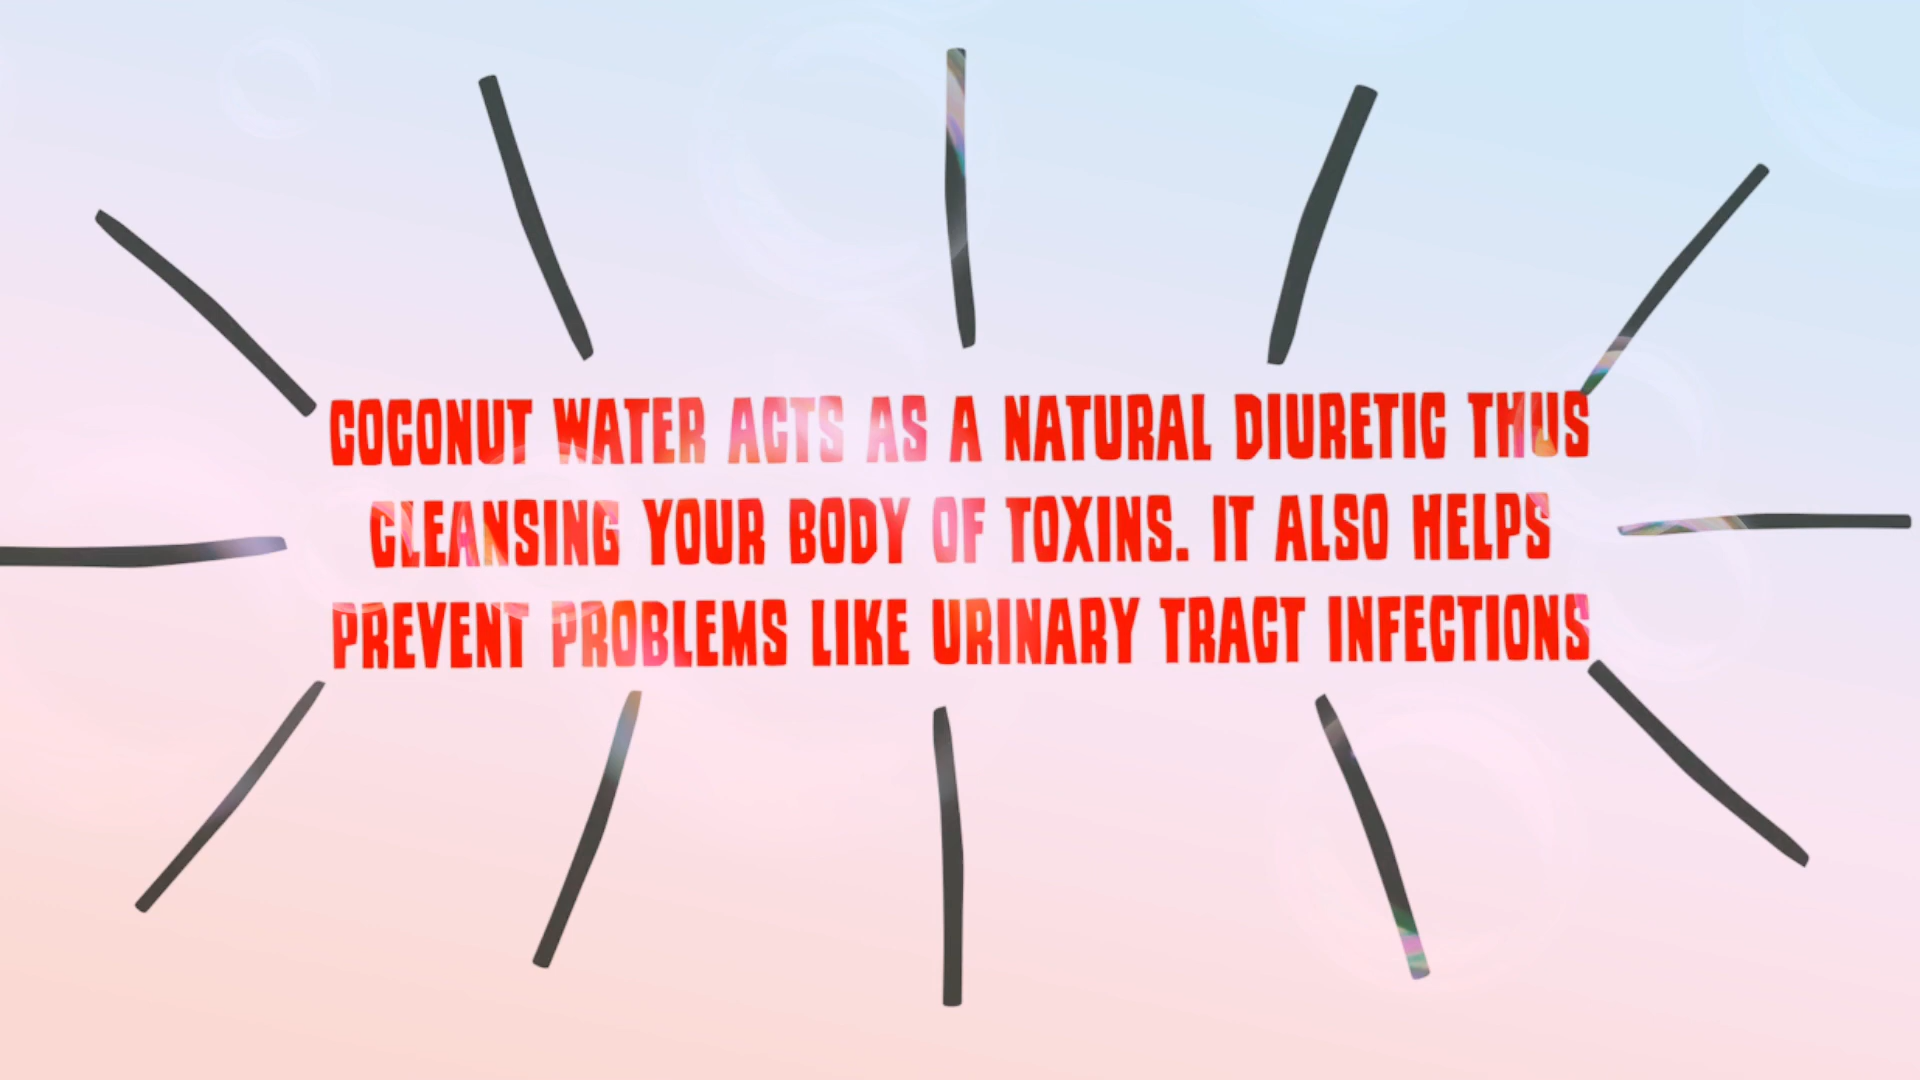 COCONUT WATER ACTS AS A NATURAL DIURETIC THUS
CLEANSING YOUR BODY OF TOXINS. IT ALSO HELPS
PREVENT PROBLEMS LIKE URINARY TRACT INFECTIONS